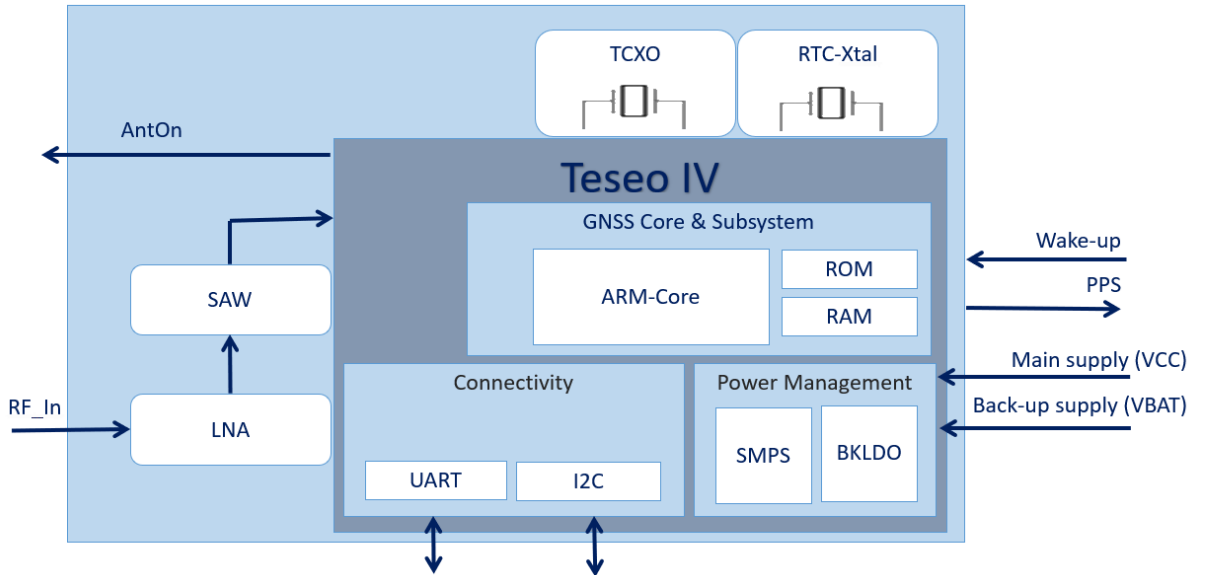 TCXO
RTC-Xtal
AntOn
Teseo IV
GNSS Core & Subsystem
Wake-up
ROM
SAW
ARM-Core
PPS
RAM
Main supply (VCC)
Connectivity
Power Management
RF_In
Back-up supply (VBAT)
LNA
SMPS
BKLDO
UART
I2C